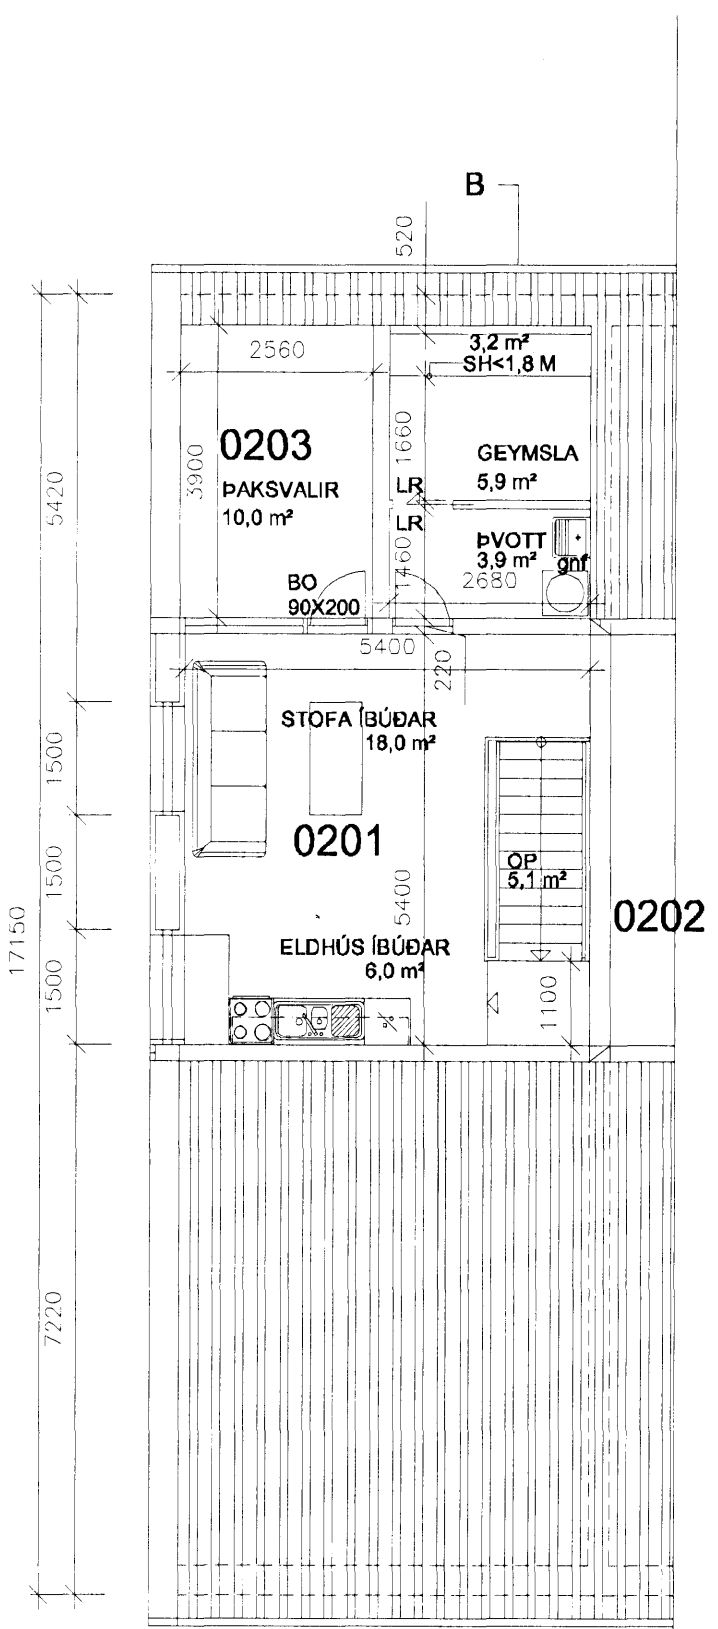 B
520
2560
3,2 m²
SH<1,8 M
0203
ÞAKSVALIR
10,0 m²
3900
1660
GEYMSLA
5,9 m²
LR
LR
ÞVOTT
3,9 m²
gnf
1460
2680
BO
90X200
5420
5400
220
STOFA ÍBÚÐAR
18,0 m²
1500
0201
1500
OP
5,1 m²
5400
0202
17150
ELDHÚS ÍBÚÐAR
6,0 m²
1500
1100
7220